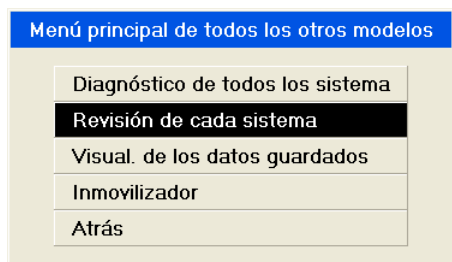 Menú principal de todos los otros modelos
Diagnóstico de todos los sistema
Revisión de cada sistema
Visual. de los datos guardados
Inmovilizador
Atrás